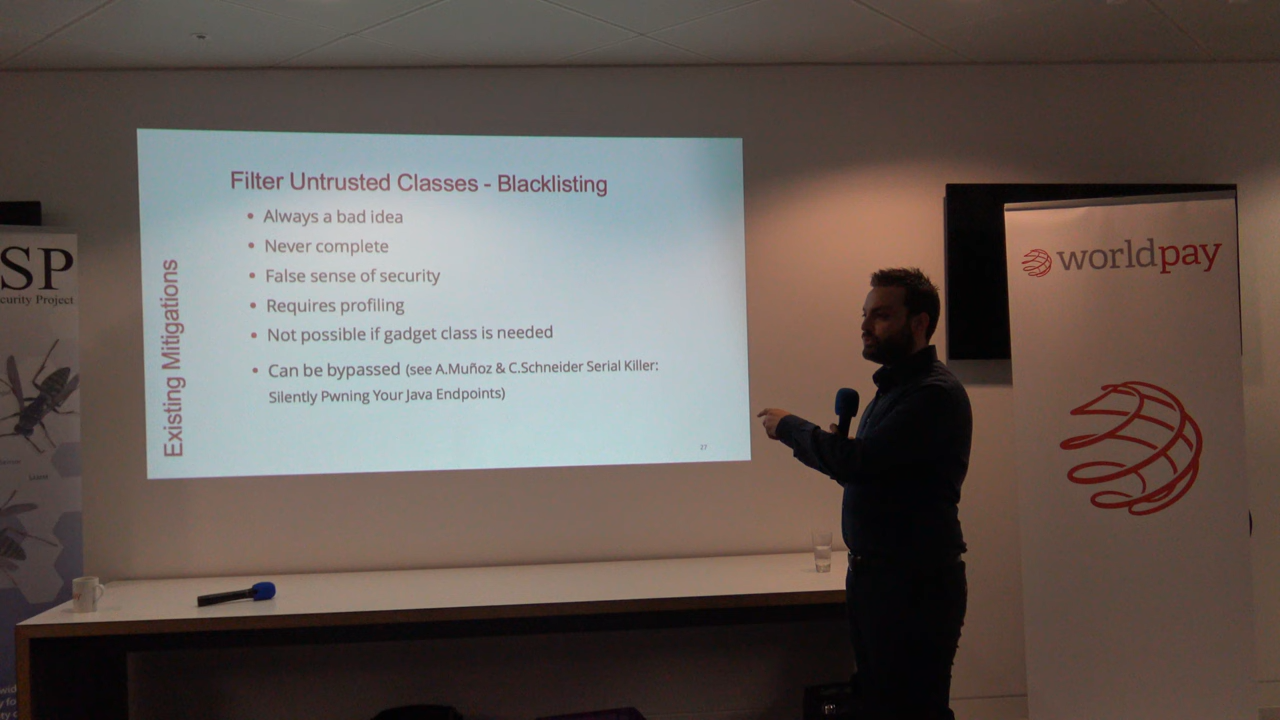 Filter Untrusted Classes - Blacklisting
• Always a bad idea
• Never complete
• False sense of security
• Requires profiling
• Not possible if gadget class is needed
• Can be bypassed (see A.Muñoz & C.Schneider Serial Killer:
Silently Pwning Your Java Endpoints)
Existing Mitigations
27
SP
curity Project
worldpay